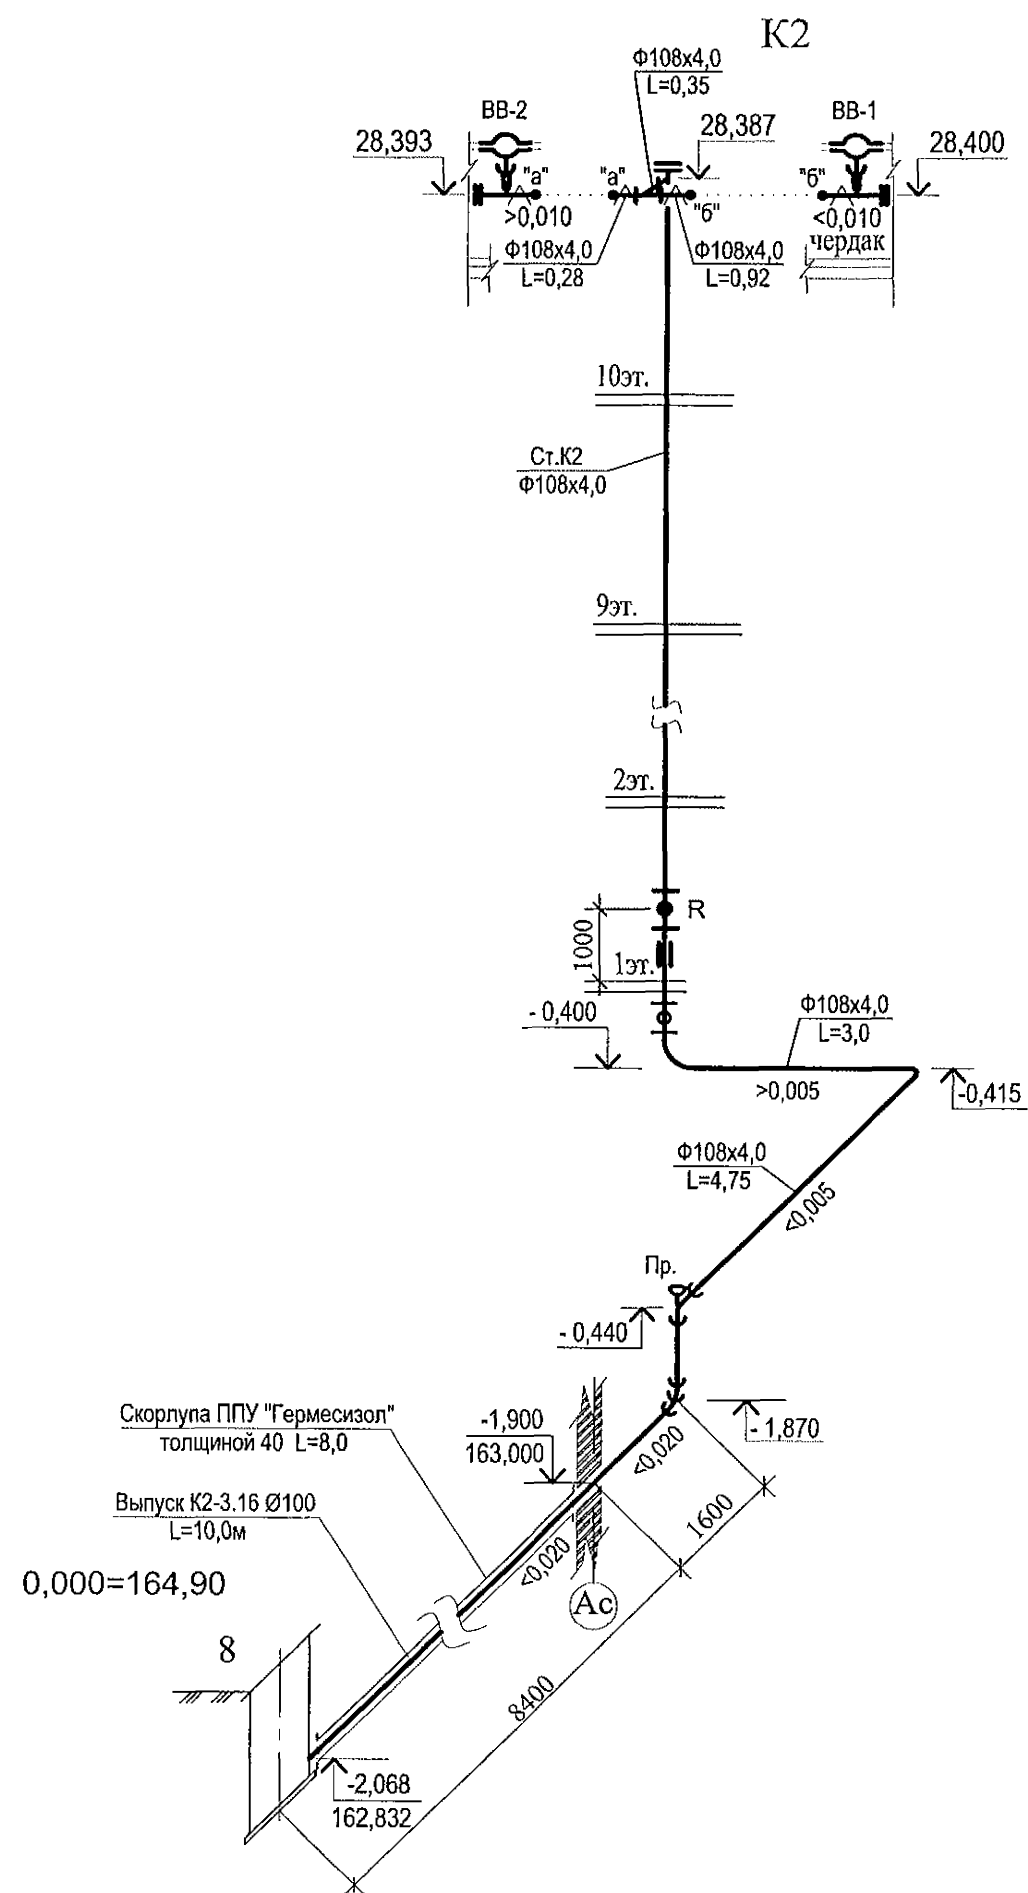 К2
Ф108х4,0
L=0,35
ВВ-2
ВВ-1
28,393
28,387
28,400
"а"
"а"
"б"
"б"
>0,010
<0,010
чердак
Ф108х4,0
L=0,28
Ф108х4,0
L=0,92
10эт.
Ст.К2
Ф108х4,0
9эт.
2эт.
R
1000
1эт.
- 0,400
Ф108х4,0
L=3,0
>0,005
-0,415
Ф108х4,0
L=4,75
<0,005
Пр.
- 0,440
Скорлупа ППУ "Гермесизол"
толщиной 40 L=8,0
-1,900
163,000
- 1,870
<0,020
Выпуск К2-3.16 Ø100
L=10,0м
1600
<0,020
0,000=164,90
Ас
8
8400
-2,068
162,832